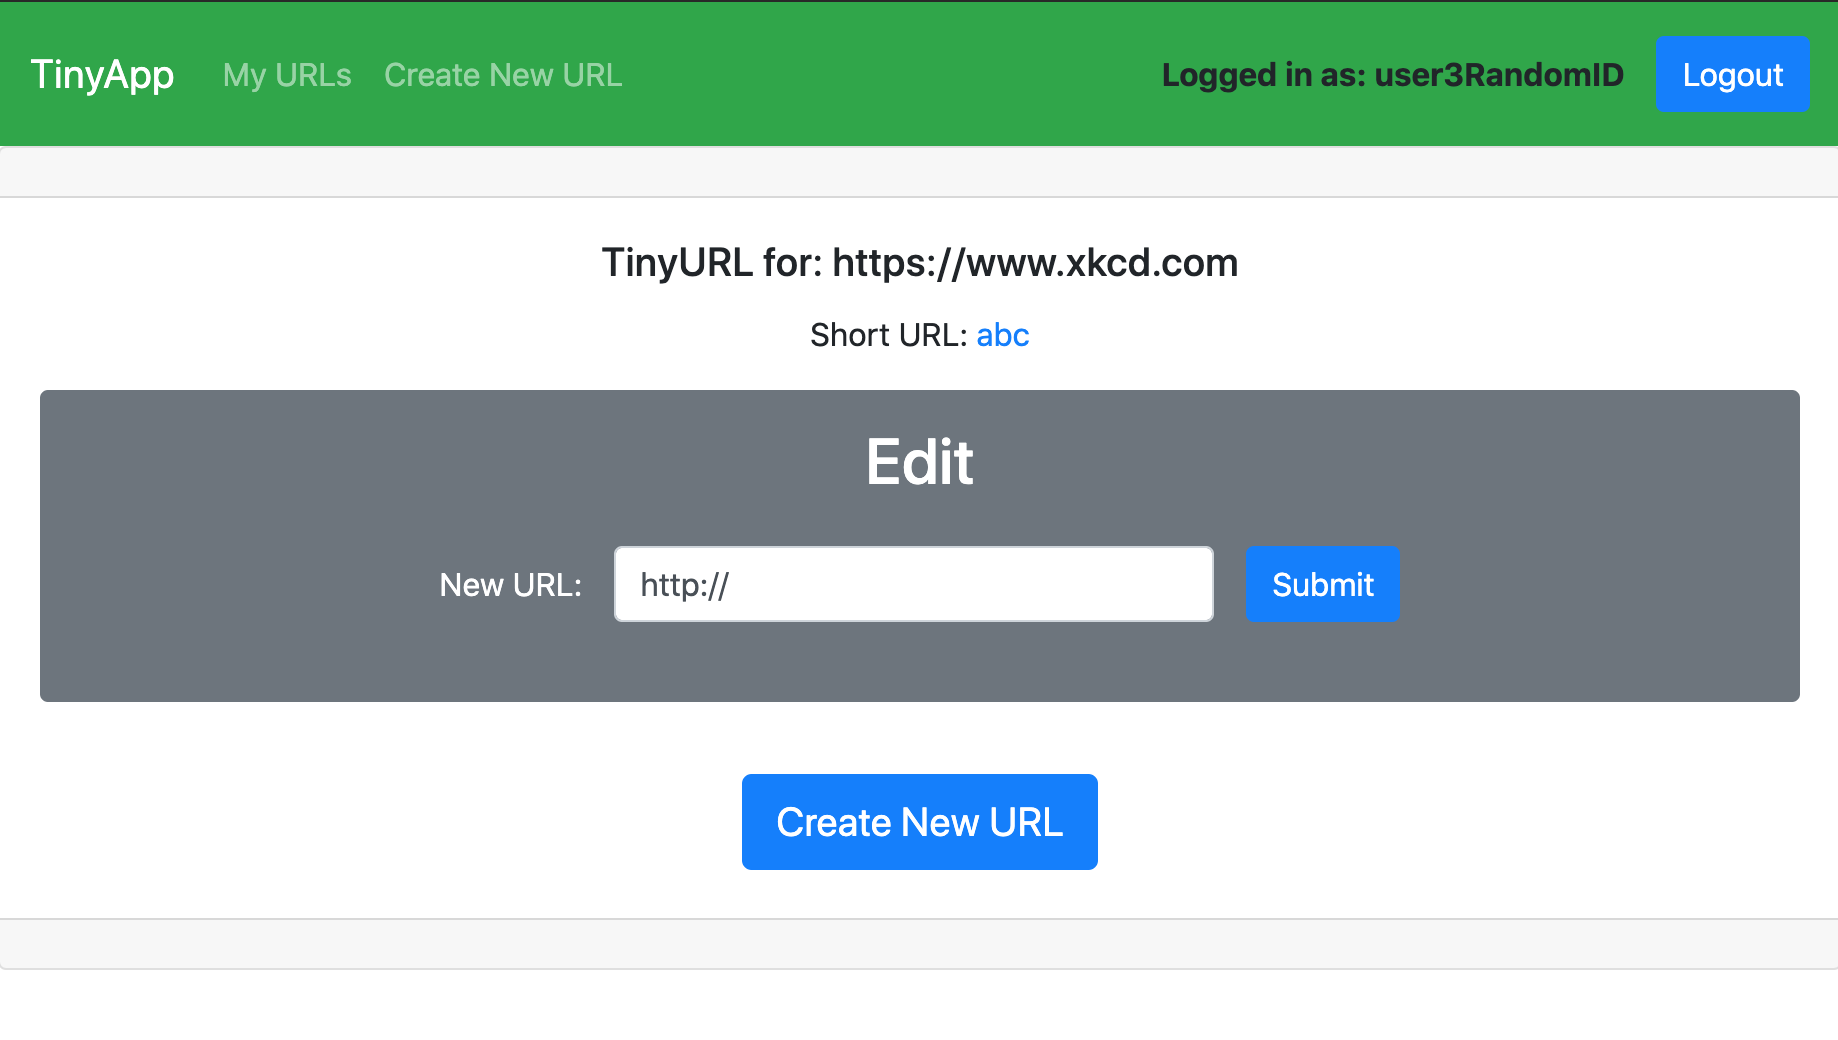 TinyApp My URLs Create New URL Logged in as: user3RandomID Logout
TinyURL for: https://www.xkcd.com
Short URL: abc
Edit
New URL: http:// Submit
Create New URL